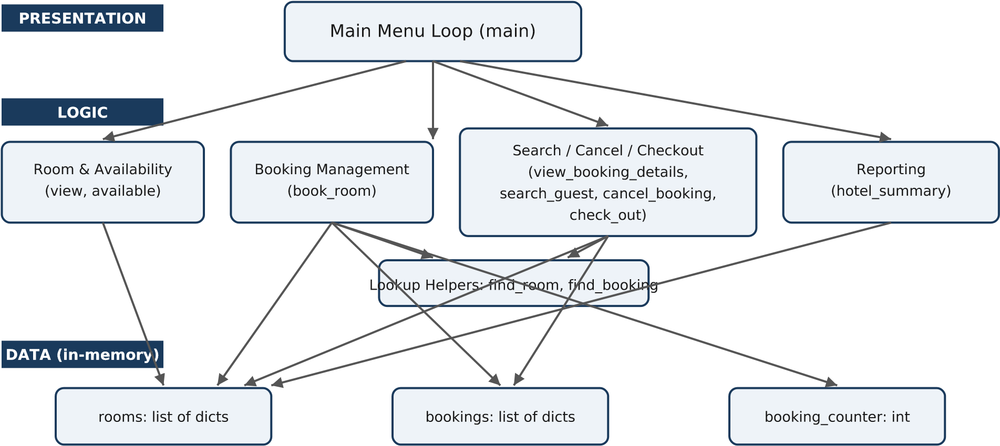 PRESENTATION
Main Menu Loop (main)
LOGIC
Room & Availability
(view, available)
Booking Management
(book_room)
Search / Cancel / Checkout
(view_booking_details,
search_guest, cancel_booking,
check_out)
Reporting
(hotel_summary)
Lookup Helpers: find_room, find_booking
DATA (in-memory)
rooms: list of dicts
bookings: list of dicts
booking_counter: int